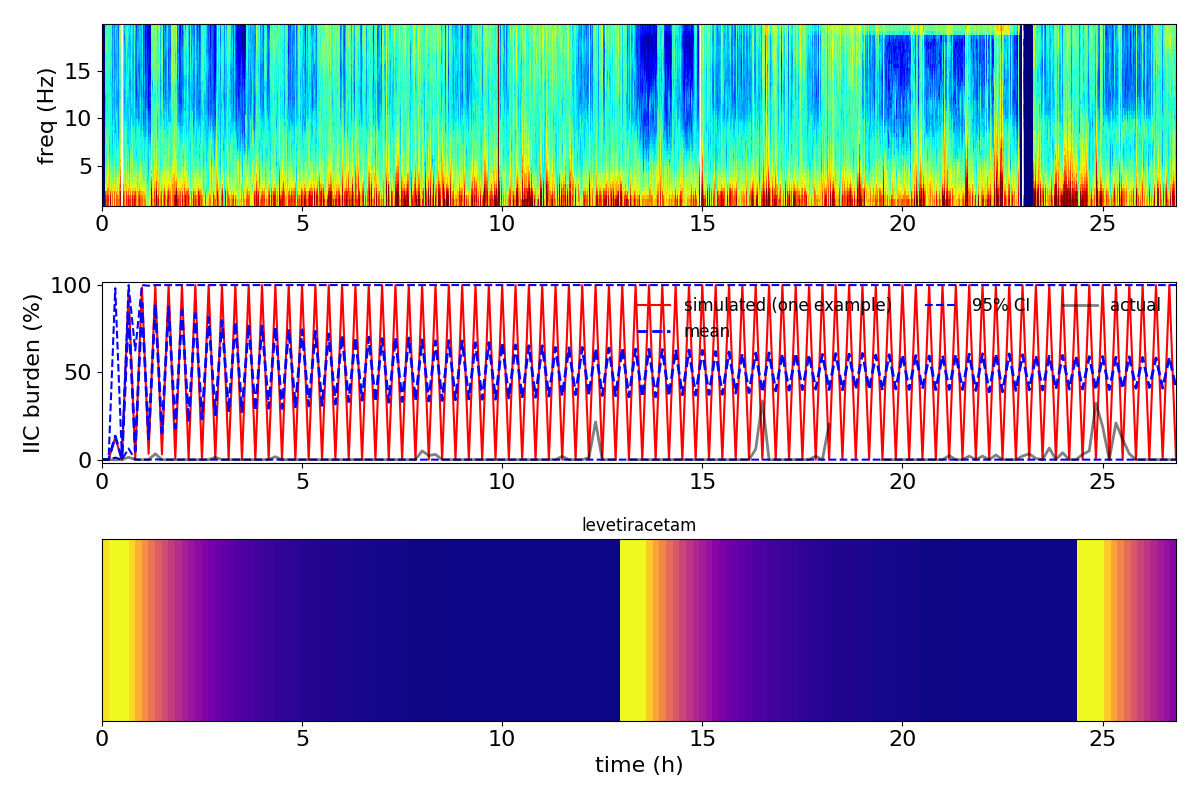 freq (Hz)
15
10
5
0 5 10 15 20 25
IIC burden (%)
100
50
0
simulated (one example) 95% CI actual
mean
0 5 10 15 20 25
levetiracetam
0 5 10 15 20 25
time (h)